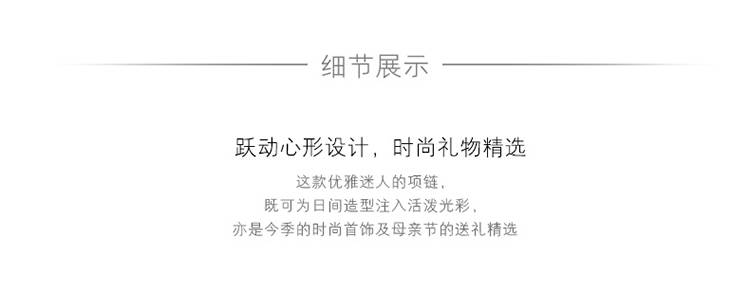 细节展示
跃动心形设计，时尚礼物精选
这款优雅迷人的项链，
既可为日间造型注入活泼光彩，
亦是今季的时尚首饰及母亲节的送礼精选